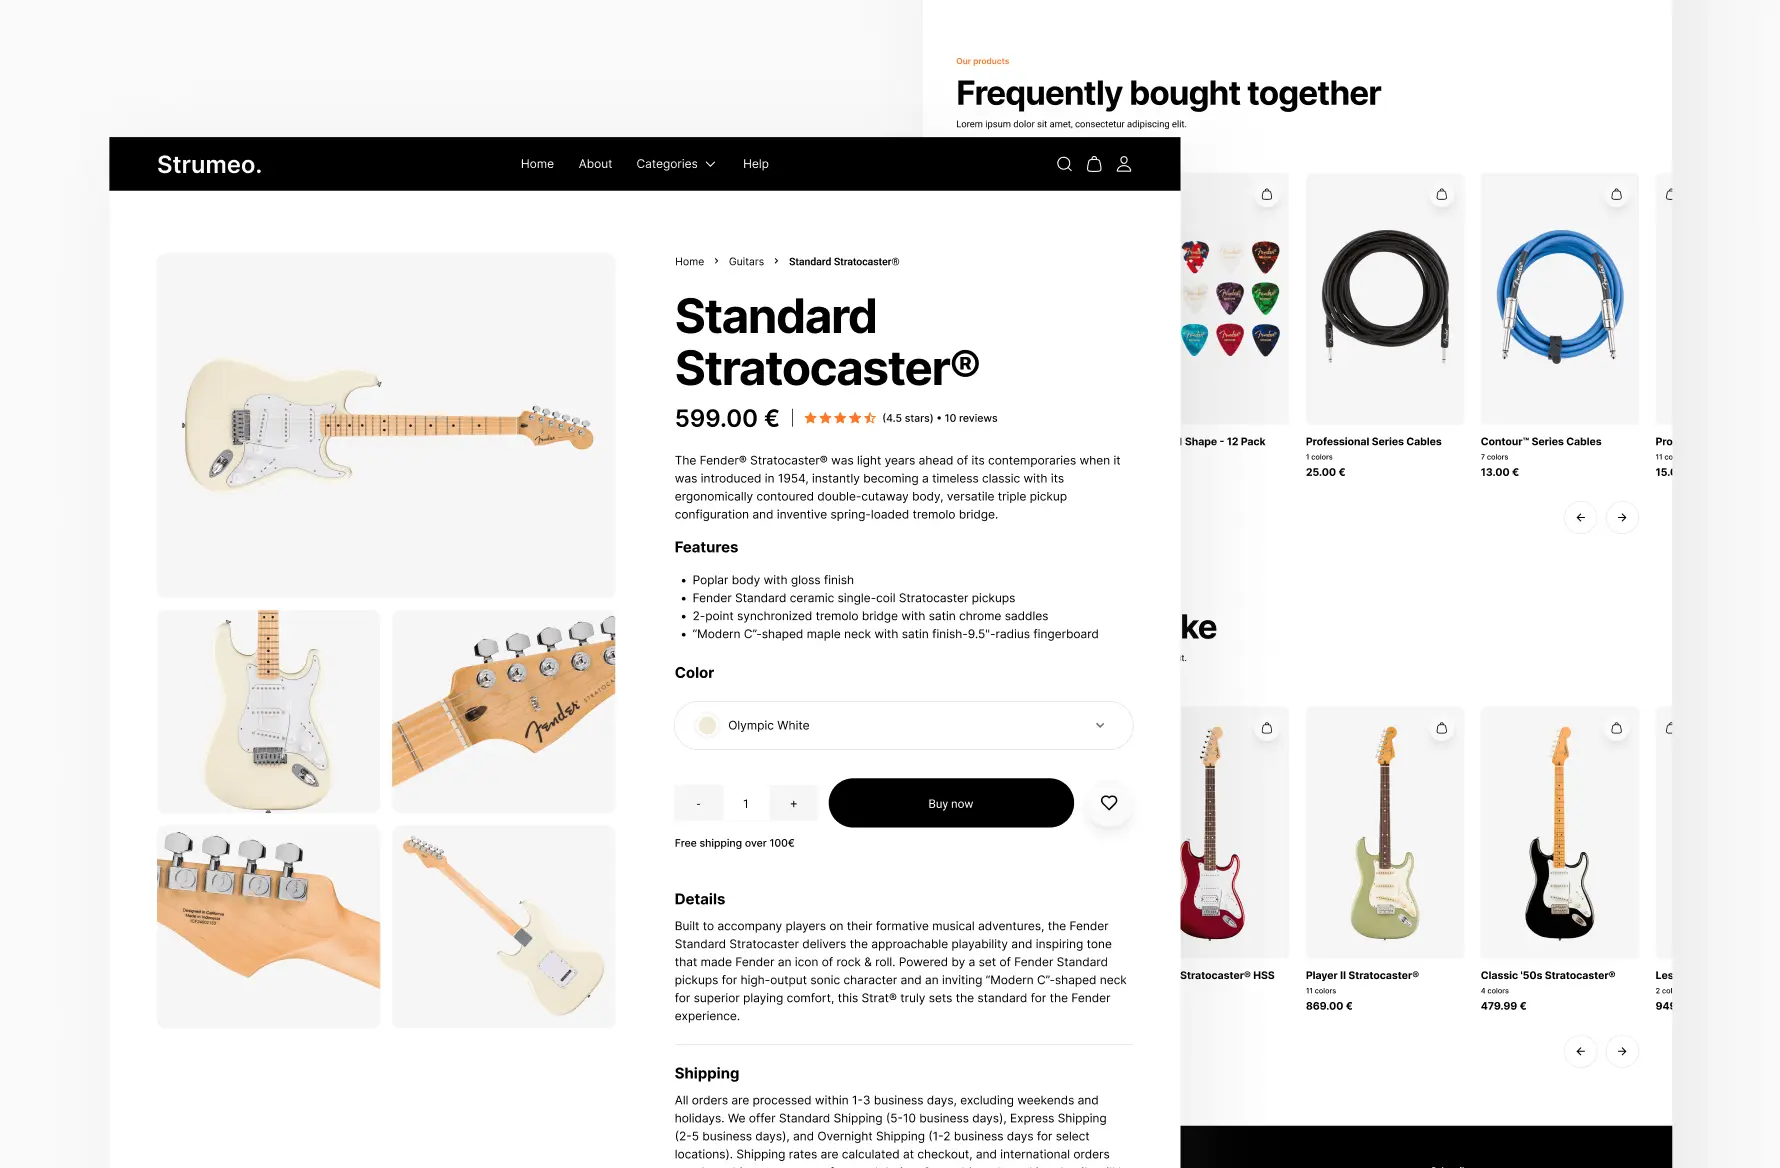 Our products
Frequently bought together
Lorem ipsum dolor sit amet, consectetur adipiscing elit.
Strumeo.
Home
About
Categories
Help
Home > Guitars > Standard Stratocaster®
Standard
Stratocaster®
599.00 €
(4.5 stars) • 10 reviews
The Fender® Stratocaster® was light years ahead of its contemporaries when it
was introduced in 1954, instantly becoming a timeless classic with its
ergonomically contoured double-cutaway body, versatile triple pickup
configuration and inventive spring-loaded tremolo bridge.
Features
• Poplar body with gloss finish
• Fender Standard ceramic single-coil Stratocaster pickups
• 2-point synchronized tremolo bridge with satin chrome saddles
• “Modern C”-shaped maple neck with satin finish-9.5"-radius fingerboard
Color
Olympic White
- 1 +
Buy now
Free shipping over 100€
Details
Built to accompany players on their formative musical adventures, the Fender
Standard Stratocaster delivers the approachable playability and inspiring tone
that made Fender an icon of rock & roll. Powered by a set of Fender Standard
pickups for high-output sonic character and an inviting “Modern C”-shaped neck
for superior playing comfort, this Strat® truly sets the standard for the Fender
experience.
Shipping
All orders are processed within 1-3 business days, excluding weekends and
holidays. We offer Standard Shipping (5-10 business days), Express Shipping
(2-5 business days), and Overnight Shipping (1-2 business days for select
locations). Shipping rates are calculated at checkout, and international orders
Fender
STRATOCAS
Designed in California
Made in Indonesia
Shape - 12 Pack
Professional Series Cables
1 colors
25.00 €
Contour™ Series Cables
7 colors
13.00 €
Pro
11 co
15.
ke
it.
Stratocaster® HSS
Player II Stratocaster®
11 colors
869.00 €
Classic '50s Stratocaster®
4 colors
479.99 €
Les
2 col
949